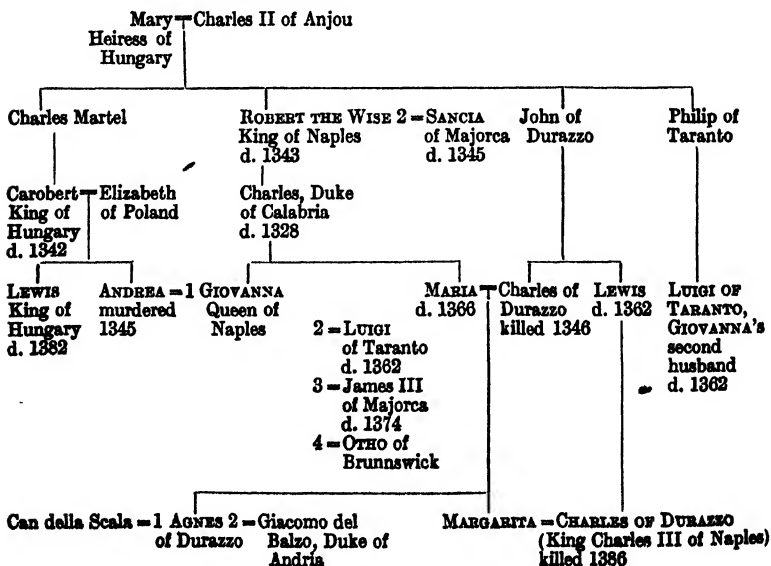 Mary = Charles II of Anjou
Heiress of
Hungary
Charles Martel
ROBERT THE WISE 2 = SANCIA
King of Naples of Majorca
d. 1343 d. 1345
John of
Durazzo
Philip of
Taranto
Carobert = Elizabeth
King of of Poland
Hungary
d. 1342
Charles, Duke
of Calabria
d. 1328
LEWIS
King of
Hungary
d. 1382
ANDREA = 1 GIOVANNA
murdered Queen of
1345 Naples
2 = LUIGI
of Taranto
d. 1362
3 = James III
of Majorca
d. 1374
4 = OTHO of
Brunnswick
MARIA = Charles of
d. 1366 Durazzo
killed 1346
LEWIS
d. 1362
LUIGI OF
TARANTO,
GIOVANNA'S
second
husband
d. 1362
Can della Scala = 1 AGNES 2 = Giacomo del
of Durazzo Balzo, Duke of
Andria
MARGARITA = CHARLES OF DURAZZO
(King Charles III of Naples)
killed 1386